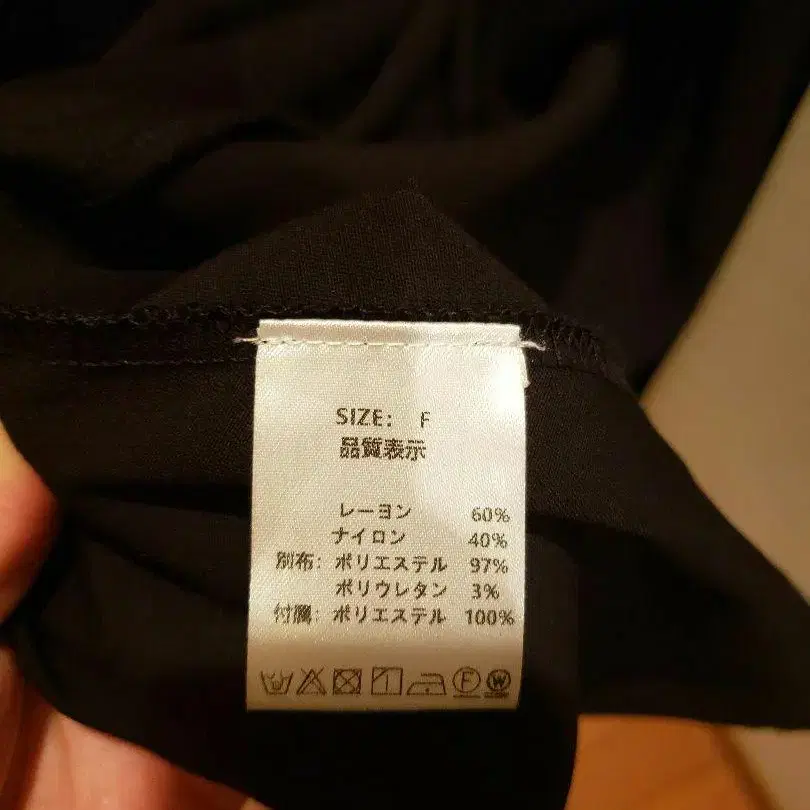 SIZE: F
品質表示
レーヨン 60%
ナイロン 40%
別布: ポリエステル 97%
ポリウレタン 3%
付属: ポリエステル 100%
F W